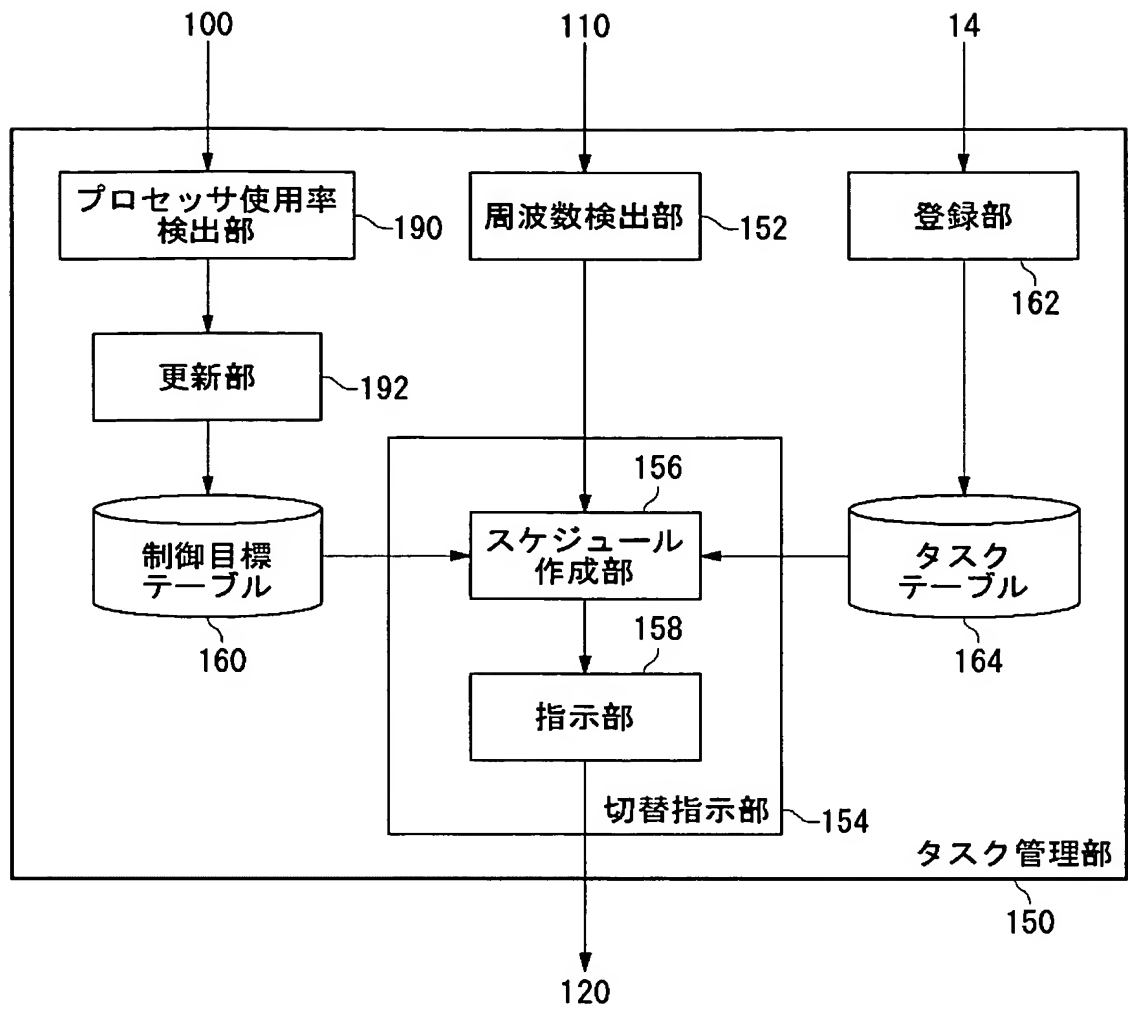 100
110
14
プロセッサ使用率
検出部
190
周波数検出部
152
登録部
162
更新部
192
156
スケジュール
作成部
制御目標
テーブル
160
タスク
テーブル
164
158
指示部
切替指示部
154
タスク管理部
150
120